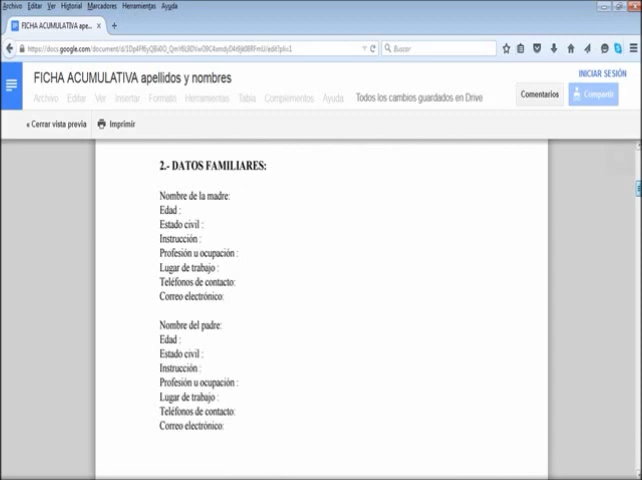 Archivo Editar Ver Historial Marcadores Herramientas Ayuda
FICHA ACUMULATIVA ape... × +
Buscar
INICIAR SESIÓN
FICHA ACUMULATIVA apellidos y nombres
Archivo Editar Ver Insertar Formato Herramientas Tabla Complementos Ayuda Todos los cambios guardados en Drive
Comentarios Compartir
« Cerrar vista previa Imprimir
2.- DATOS FAMILIARES:
Nombre de la madre:
Edad :
Estado civil :
Instrucción :
Profesión u ocupación :
Lugar de trabajo :
Teléfonos de contacto:
Correo electrónico:
Nombre del padre:
Edad :
Estado civil :
Instrucción :
Profesión u ocupación :
Lugar de trabajo :
Teléfonos de contacto:
Correo electrónico: